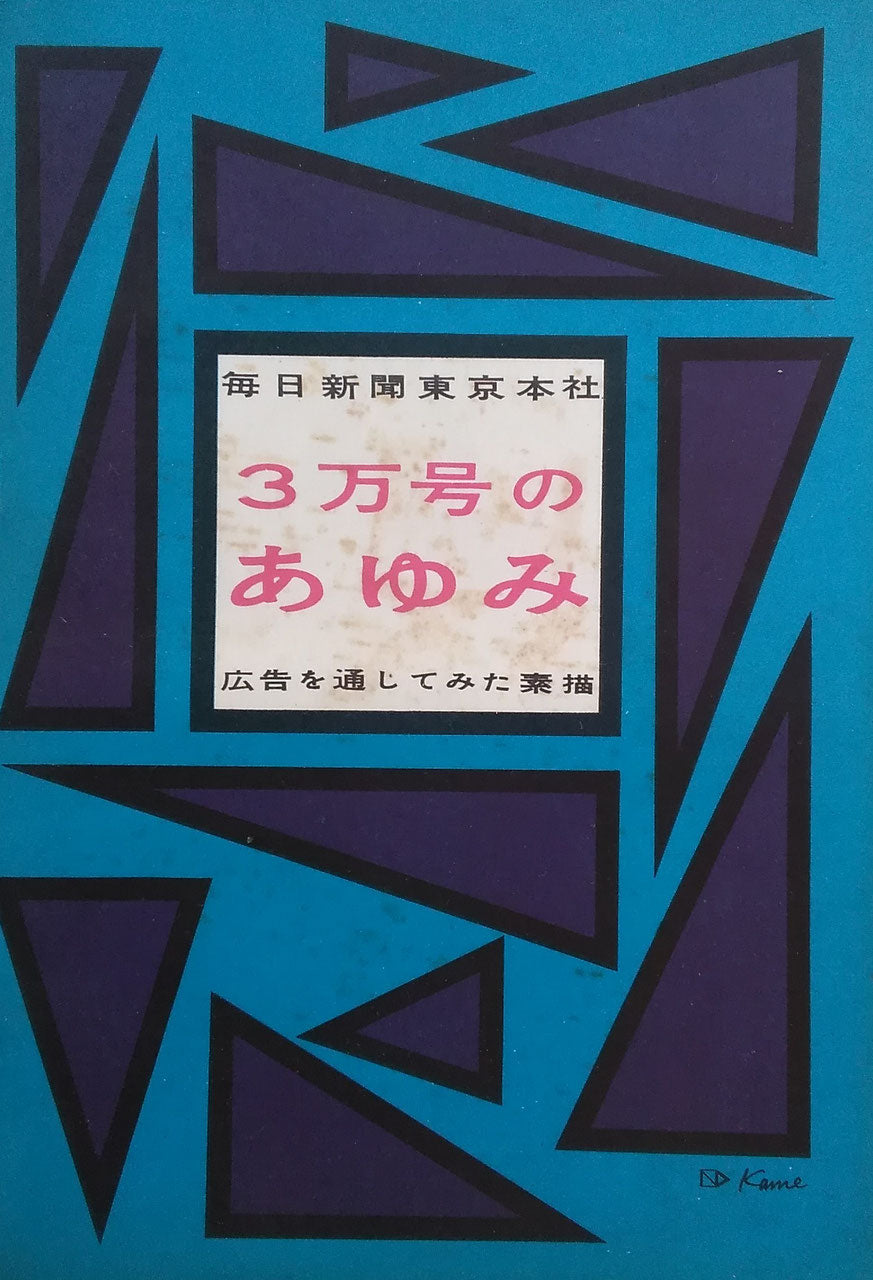 毎日新聞東京本社
3万号の
あゆみ
広告を通じてみた素描
Kame